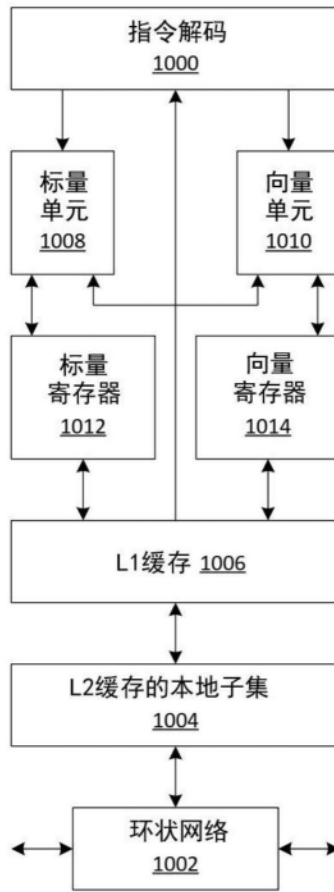 指令解码
1000
标量
单元
1008
向量
单元
1010
标量
寄存器
1012
向量
寄存器
1014
L1缓存 1006
L2缓存的本地子集
1004
环状网络
1002